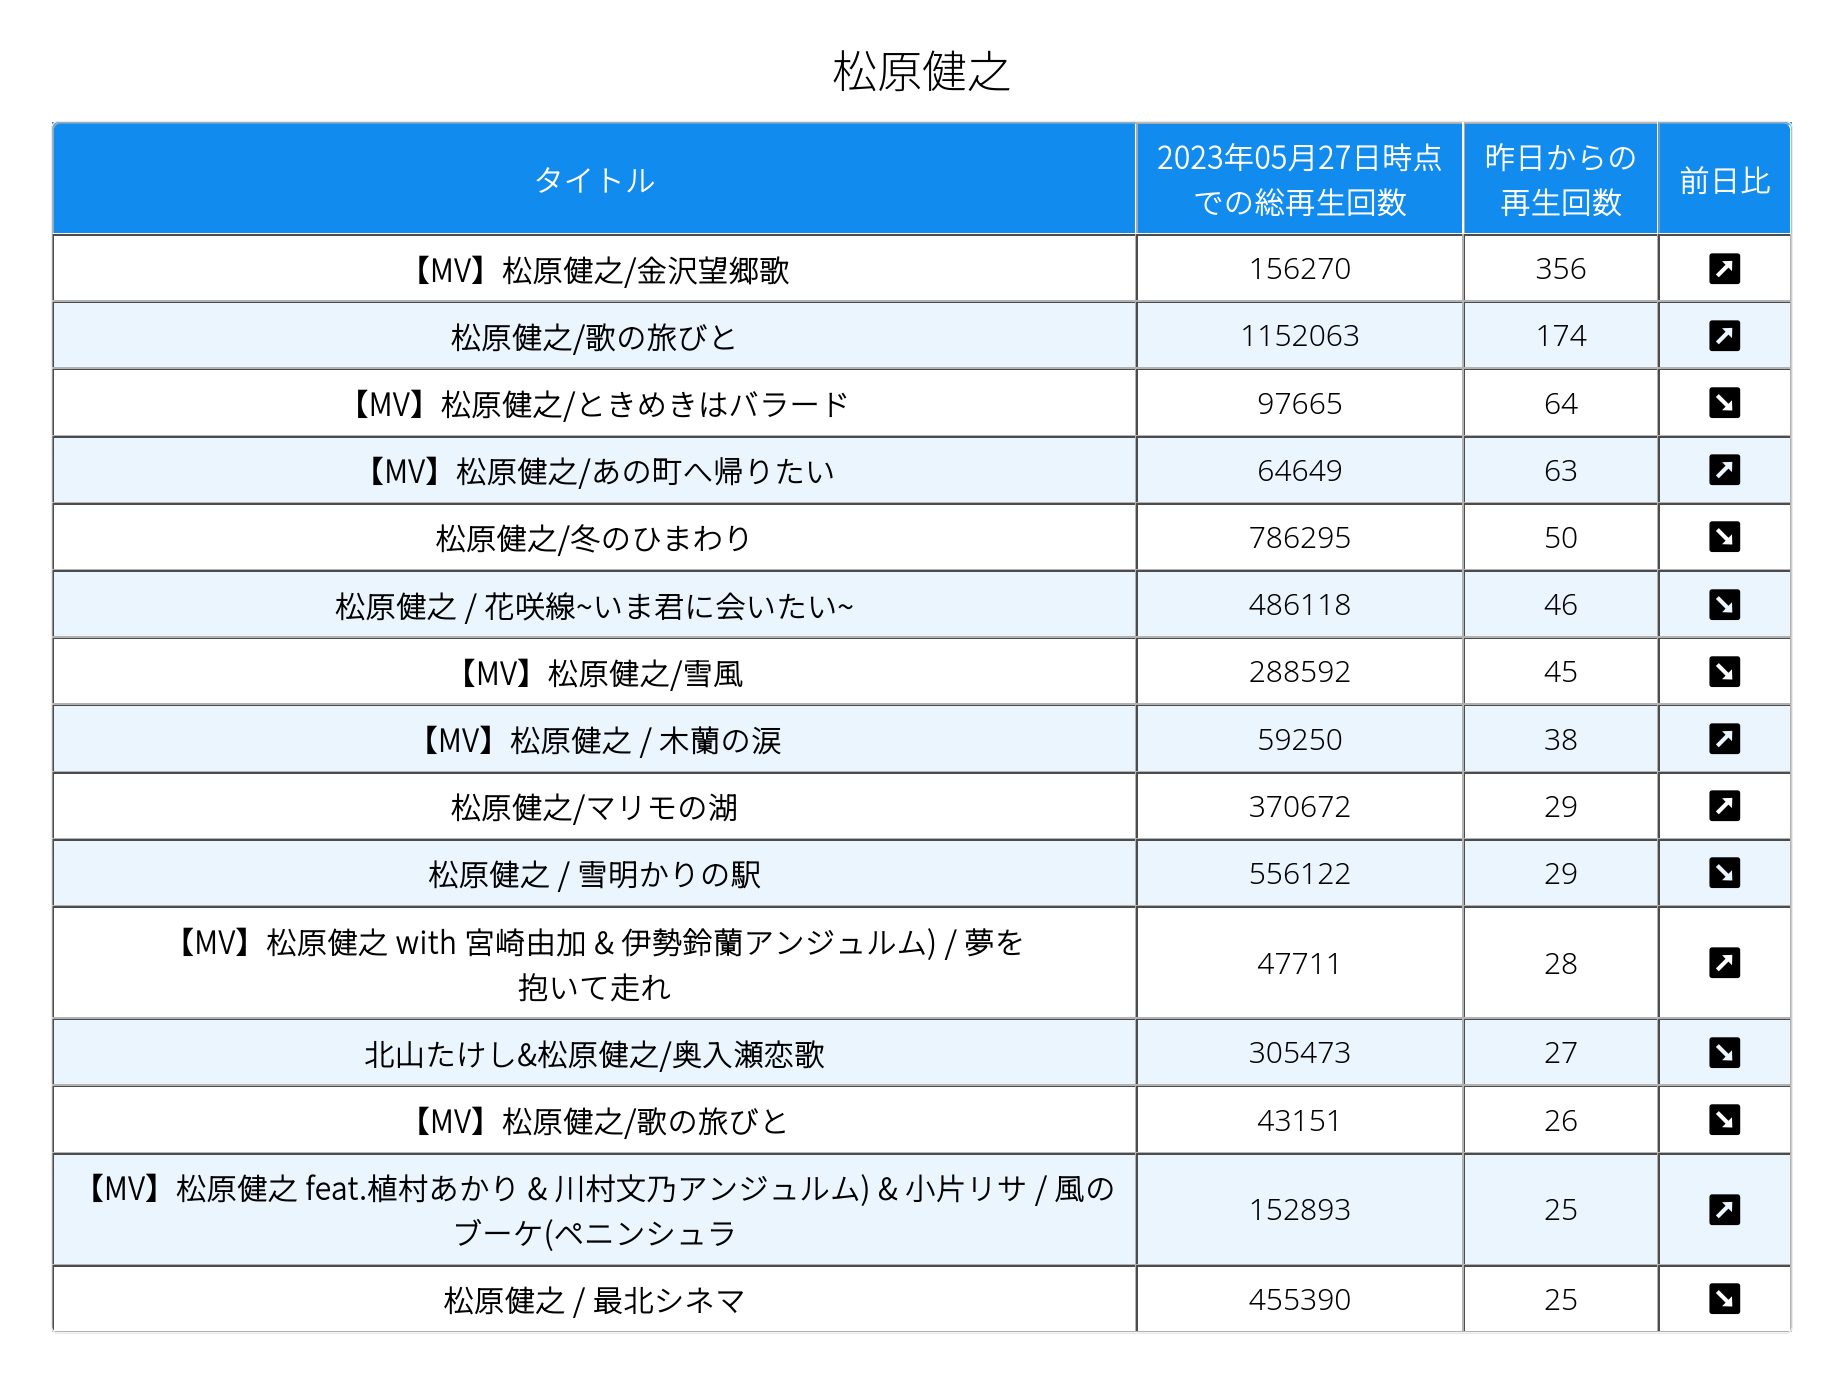 松原健之
タイトル
2023年05月27日時点
での総再生回数
昨日からの
再生回数
前日比
【MV】松原健之/金沢望郷歌 156270 356
松原健之/歌の旅びと 1152063 174
【MV】松原健之/ときめきはバラード 97665 64
【MV】松原健之/あの町へ帰りたい 64649 63
松原健之/冬のひまわり 786295 50
松原健之 / 花咲線~いま君に会いたい~ 486118 46
【MV】松原健之/雪風 288592 45
【MV】松原健之 / 木蘭の涙 59250 38
松原健之/マリモの湖 370672 29
松原健之 / 雪明かりの駅 556122 29
【MV】松原健之 with 宮崎由加 & 伊勢鈴蘭アンジュルム) / 夢を
抱いて走れ
47711 28
北山たけし&松原健之/奥入瀬恋歌 305473 27
【MV】松原健之/歌の旅びと 43151 26
【MV】松原健之 feat.植村あかり & 川村文乃アンジュルム) & 小片リサ / 風の
ブーケ(ペニンシュラ
152893 25
松原健之 / 最北シネマ 455390 25